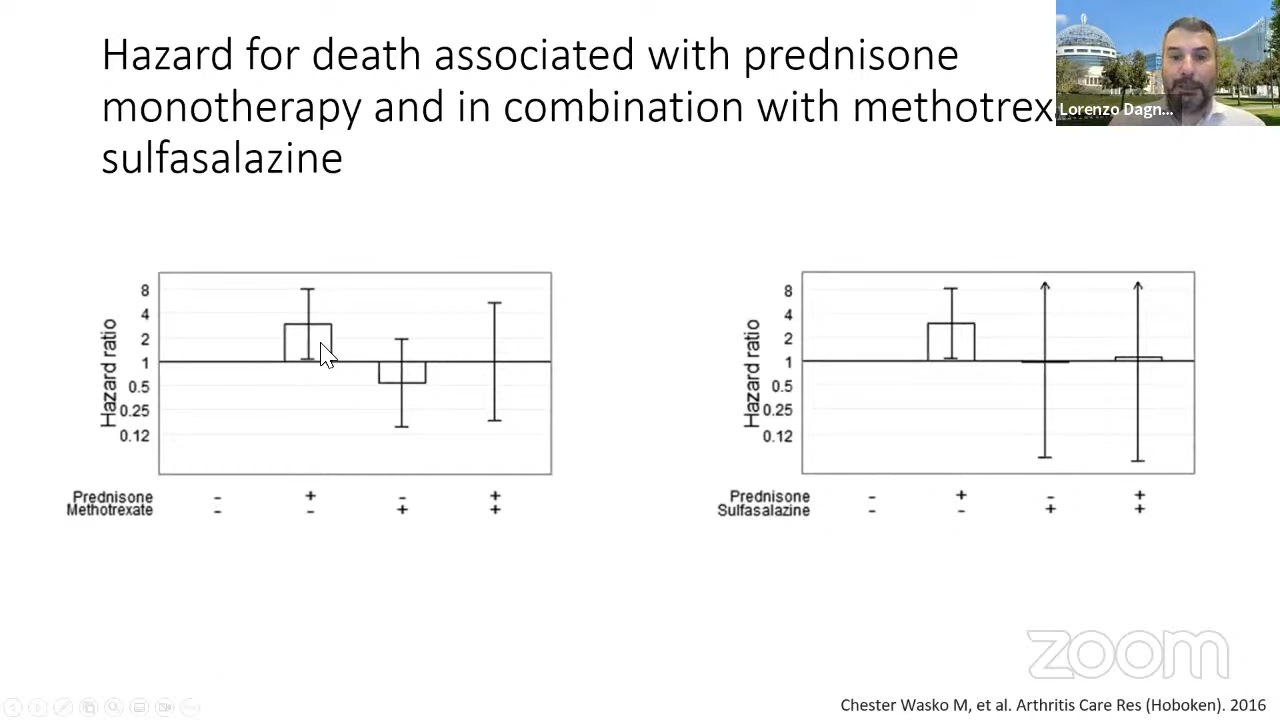 Hazard for death associated with prednisone
monotherapy and in combination with methotrex
sulfasalazine
Lorenzo Dagn...
Hazard ratio
8
4
2
1
0.5
0.25
0.12
Prednisone - + - +
Methotrexate - - + +
Hazard ratio
8
4
2
1
0.5
0.25
0.12
Prednisone - + - +
Sulfasalazine - - + +
zoom
Chester Wasko M, et al. Arthritis Care Res (Hoboken). 2016